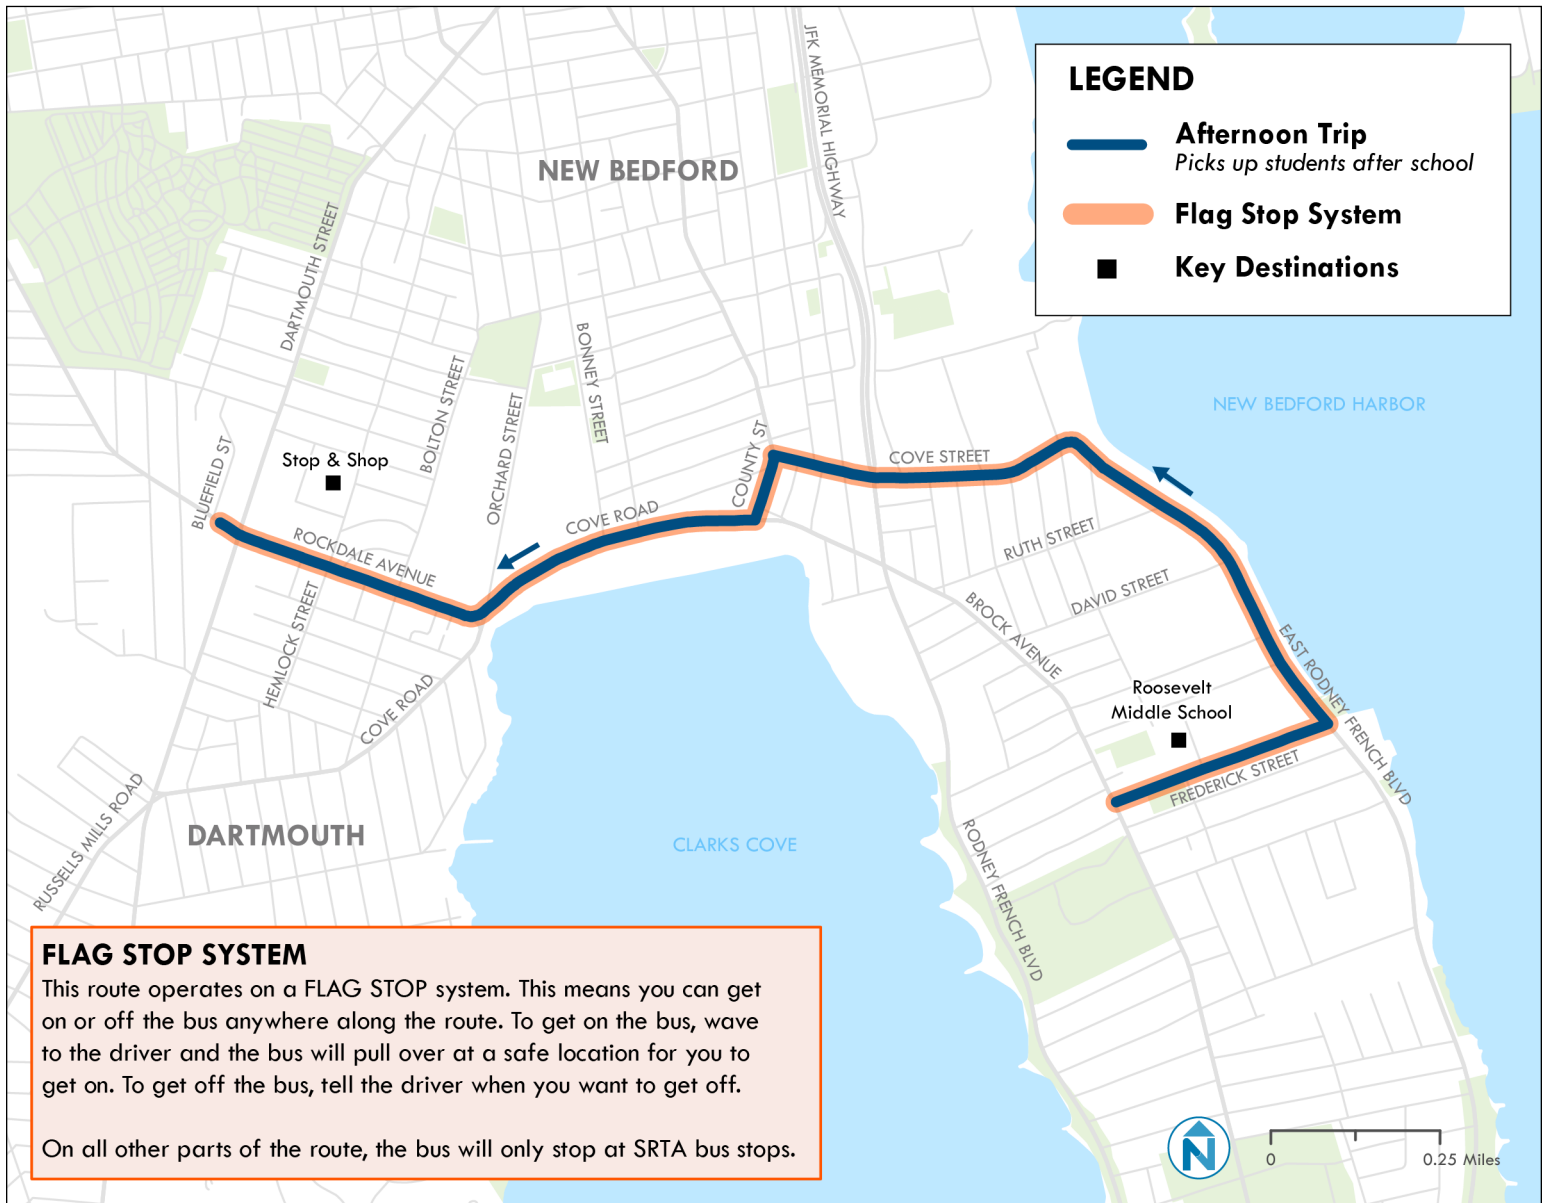 LEGEND
Afternoon Trip
Picks up students after school
Flag Stop System
Key Destinations
JFK MEMORIAL HIGHWAY
NEW BEDFORD
DARTMOUTH STREET
BONNEY STREET
BOLTON STREET
ORCHARD STREET
NEW BEDFORD HARBOR
BLUEFIELD ST
Stop & Shop
COUNTY ST
COVE STREET
COVE ROAD
ROCKDALE AVENUE
RUTH STREET
DAVID STREET
BROCK AVENUE
HEMLOCK STREET
EAST RODNEY FRENCH BLVD
Roosevelt
Middle School
COVE ROAD
FREDERICK STREET
RUSSELLS MILLS ROAD
DARTMOUTH
CLARKS COVE
RODNEY FRENCH BLVD
FLAG STOP SYSTEM
This route operates on a FLAG STOP system. This means you can get
on or off the bus anywhere along the route. To get on the bus, wave
to the driver and the bus will pull over at a safe location for you to
get on. To get off the bus, tell the driver when you want to get off.
On all other parts of the route, the bus will only stop at SRTA bus stops.
N
0
0.25 Miles